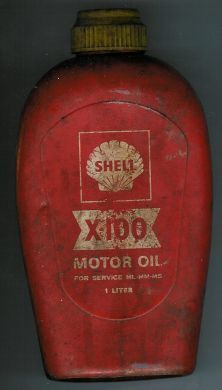 SHELL
X-100
MOTOR OIL
FOR SERVICE ML-MM-MS
1 LITER